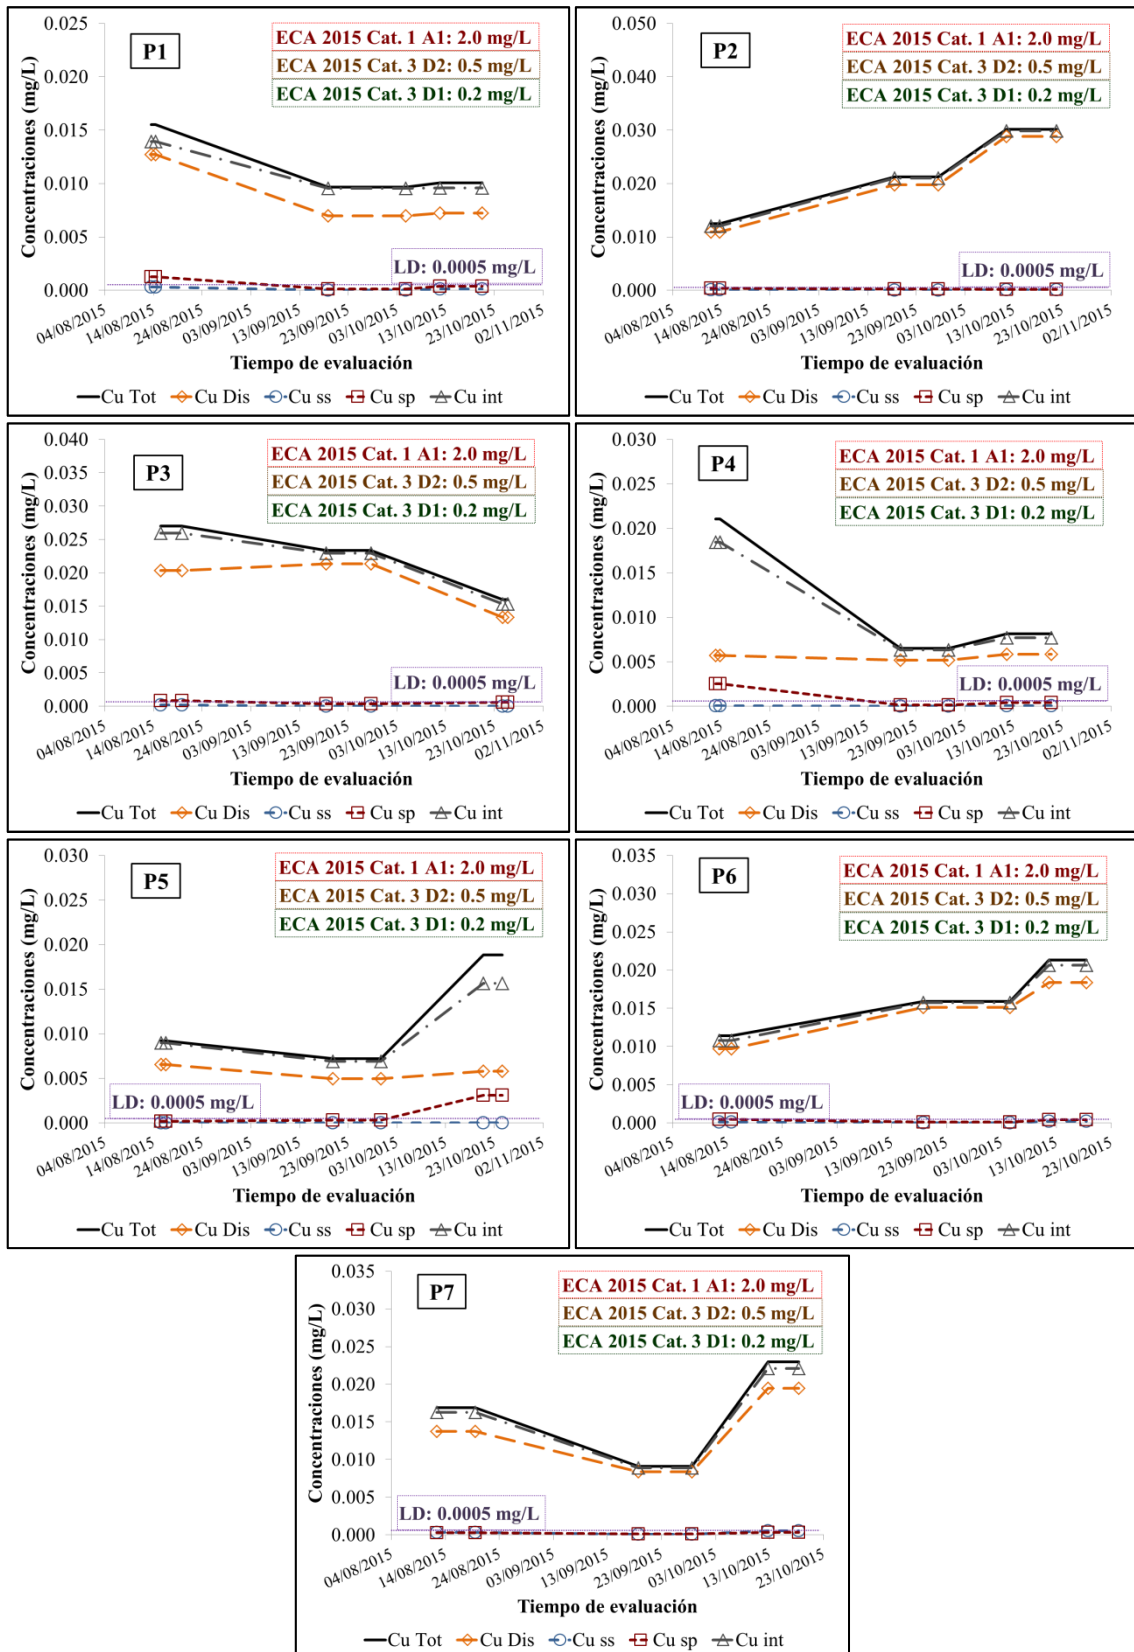 P1
ECA 2015 Cat. 1 A1: 2.0 mg/L
ECA 2015 Cat. 3 D2: 0.5 mg/L
ECA 2015 Cat. 3 D1: 0.2 mg/L
LD: 0.0005 mg/L
Concentraciones (mg/L)
0.025
0.020
0.015
0.010
0.005
0.000
04/08/2015 14/08/2015 24/08/2015 03/09/2015 13/09/2015 23/09/2015 03/10/2015 13/10/2015 23/10/2015 02/11/2015
Tiempo de evaluación
Cu Tot Cu Dis Cu ss Cu sp Cu int
P2
ECA 2015 Cat. 1 A1: 2.0 mg/L
ECA 2015 Cat. 3 D2: 0.5 mg/L
ECA 2015 Cat. 3 D1: 0.2 mg/L
LD: 0.0005 mg/L
Concentraciones (mg/L)
0.050
0.040
0.030
0.020
0.010
0.000
04/08/2015 14/08/2015 24/08/2015 03/09/2015 13/09/2015 23/09/2015 03/10/2015 13/10/2015 23/10/2015 02/11/2015
Tiempo de evaluación
Cu Tot Cu Dis Cu ss Cu sp Cu int
P3
ECA 2015 Cat. 1 A1: 2.0 mg/L
ECA 2015 Cat. 3 D2: 0.5 mg/L
ECA 2015 Cat. 3 D1: 0.2 mg/L
LD: 0.0005 mg/L
Concentraciones (mg/L)
0.040
0.035
0.030
0.025
0.020
0.015
0.010
0.005
0.000
04/08/2015 14/08/2015 24/08/2015 03/09/2015 13/09/2015 23/09/2015 03/10/2015 13/10/2015 23/10/2015 02/11/2015
Tiempo de evaluación
Cu Tot Cu Dis Cu ss Cu sp Cu int
P4
ECA 2015 Cat. 1 A1: 2.0 mg/L
ECA 2015 Cat. 3 D2: 0.5 mg/L
ECA 2015 Cat. 3 D1: 0.2 mg/L
LD: 0.0005 mg/L
Concentraciones (mg/L)
0.030
0.025
0.020
0.015
0.010
0.005
0.000
04/08/2015 14/08/2015 24/08/2015 03/09/2015 13/09/2015 23/09/2015 03/10/2015 13/10/2015 23/10/2015 02/11/2015
Tiempo de evaluación
Cu Tot Cu Dis Cu ss Cu sp Cu int
P5
ECA 2015 Cat. 1 A1: 2.0 mg/L
ECA 2015 Cat. 3 D2: 0.5 mg/L
ECA 2015 Cat. 3 D1: 0.2 mg/L
LD: 0.0005 mg/L
Concentraciones (mg/L)
0.030
0.025
0.020
0.015
0.010
0.005
0.000
04/08/2015 14/08/2015 24/08/2015 03/09/2015 13/09/2015 23/09/2015 03/10/2015 13/10/2015 23/10/2015 02/11/2015
Tiempo de evaluación
Cu Tot Cu Dis Cu ss Cu sp Cu int
P6
ECA 2015 Cat. 1 A1: 2.0 mg/L
ECA 2015 Cat. 3 D2: 0.5 mg/L
ECA 2015 Cat. 3 D1: 0.2 mg/L
LD: 0.0005 mg/L
Concentraciones (mg/L)
0.035
0.030
0.025
0.020
0.015
0.010
0.005
0.000
04/08/2015 14/08/2015 24/08/2015 03/09/2015 13/09/2015 23/09/2015 03/10/2015 13/10/2015 23/10/2015
Tiempo de evaluación
Cu Tot Cu Dis Cu ss Cu sp Cu int
P7
ECA 2015 Cat. 1 A1: 2.0 mg/L
ECA 2015 Cat. 3 D2: 0.5 mg/L
ECA 2015 Cat. 3 D1: 0.2 mg/L
LD: 0.0005 mg/L
Concentraciones (mg/L)
0.035
0.030
0.025
0.020
0.015
0.010
0.005
0.000
04/08/2015 14/08/2015 24/08/2015 03/09/2015 13/09/2015 23/09/2015 03/10/2015 13/10/2015 23/10/2015
Tiempo de evaluación
Cu Tot Cu Dis Cu ss Cu sp Cu int